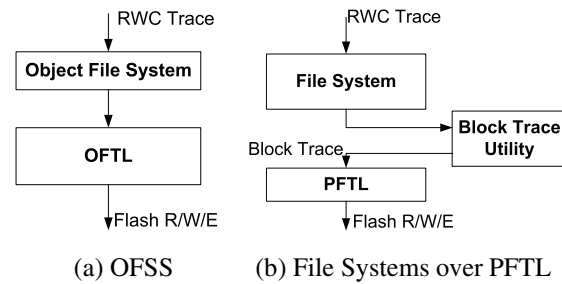 RWC Trace
Object File System
OFTL
Flash R/W/E
(a) OFSS
RWC Trace
File System
Block Trace
Utility
Block Trace
PFTL
Flash R/W/E
(b) File Systems over PFTL